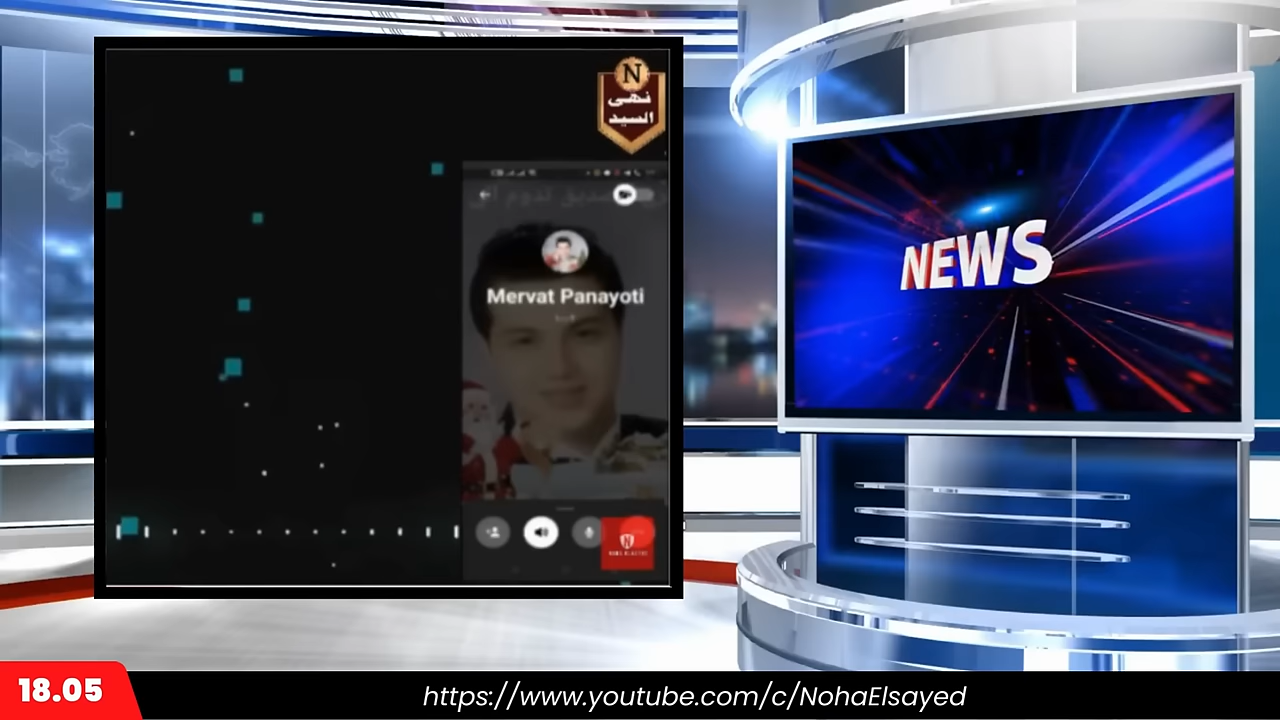 N
نهى
السيد
Mervat Panayoti
NEWS
18.05
https://www.youtube.com/c/NohaElsayed